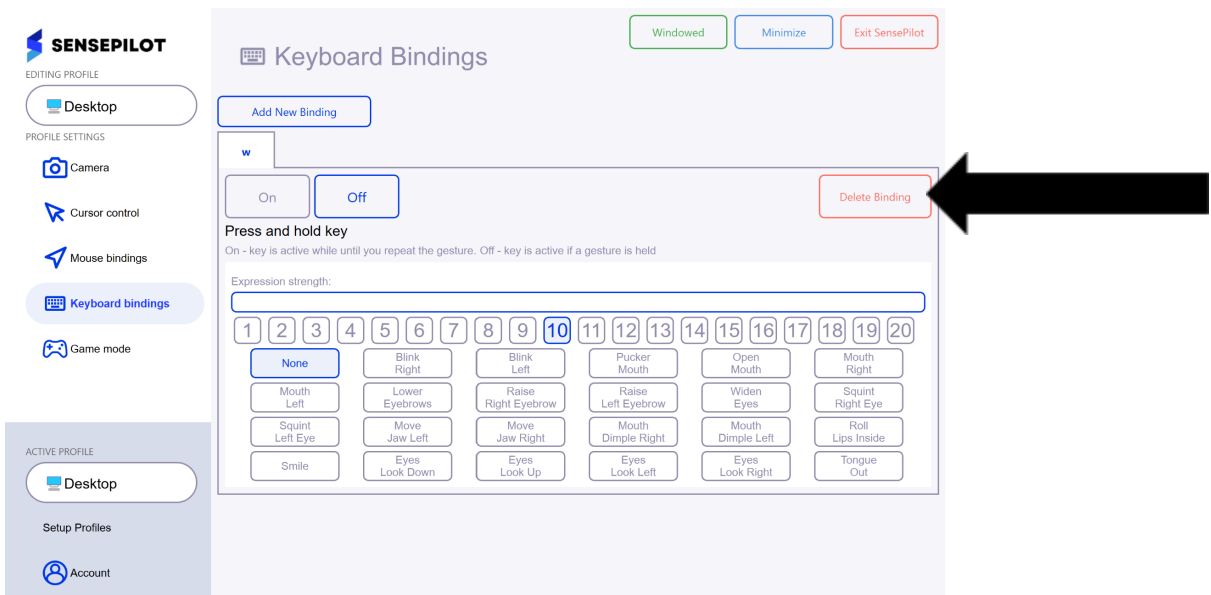 SENSEPILOT
EDITING PROFILE
Desktop
PROFILE SETTINGS
Camera
Cursor control
Mouse bindings
Keyboard bindings
Game mode
ACTIVE PROFILE
Desktop
Setup Profiles
Account
Keyboard Bindings
Windowed
Minimize
Exit SensePilot
Add New Binding
w
On
Off
Delete Binding
Press and hold key
On - key is active while until you repeat the gesture. Off - key is active if a gesture is held
Expression strength:
1 2 3 4 5 6 7 8 9 10 11 12 13 14 15 16 17 18 19 20
None
Blink
Right
Blink
Left
Pucker
Mouth
Open
Mouth
Mouth
Right
Mouth
Left
Lower
Eyebrows
Raise
Right Eyebrow
Raise
Left Eyebrow
Widen
Eyes
Squint
Right Eye
Squint
Left Eye
Move
Jaw Left
Move
Jaw Right
Mouth
Dimple Right
Mouth
Dimple Left
Roll
Lips Inside
Smile
Eyes
Look Down
Eyes
Look Up
Eyes
Look Left
Eyes
Look Right
Tongue
Out